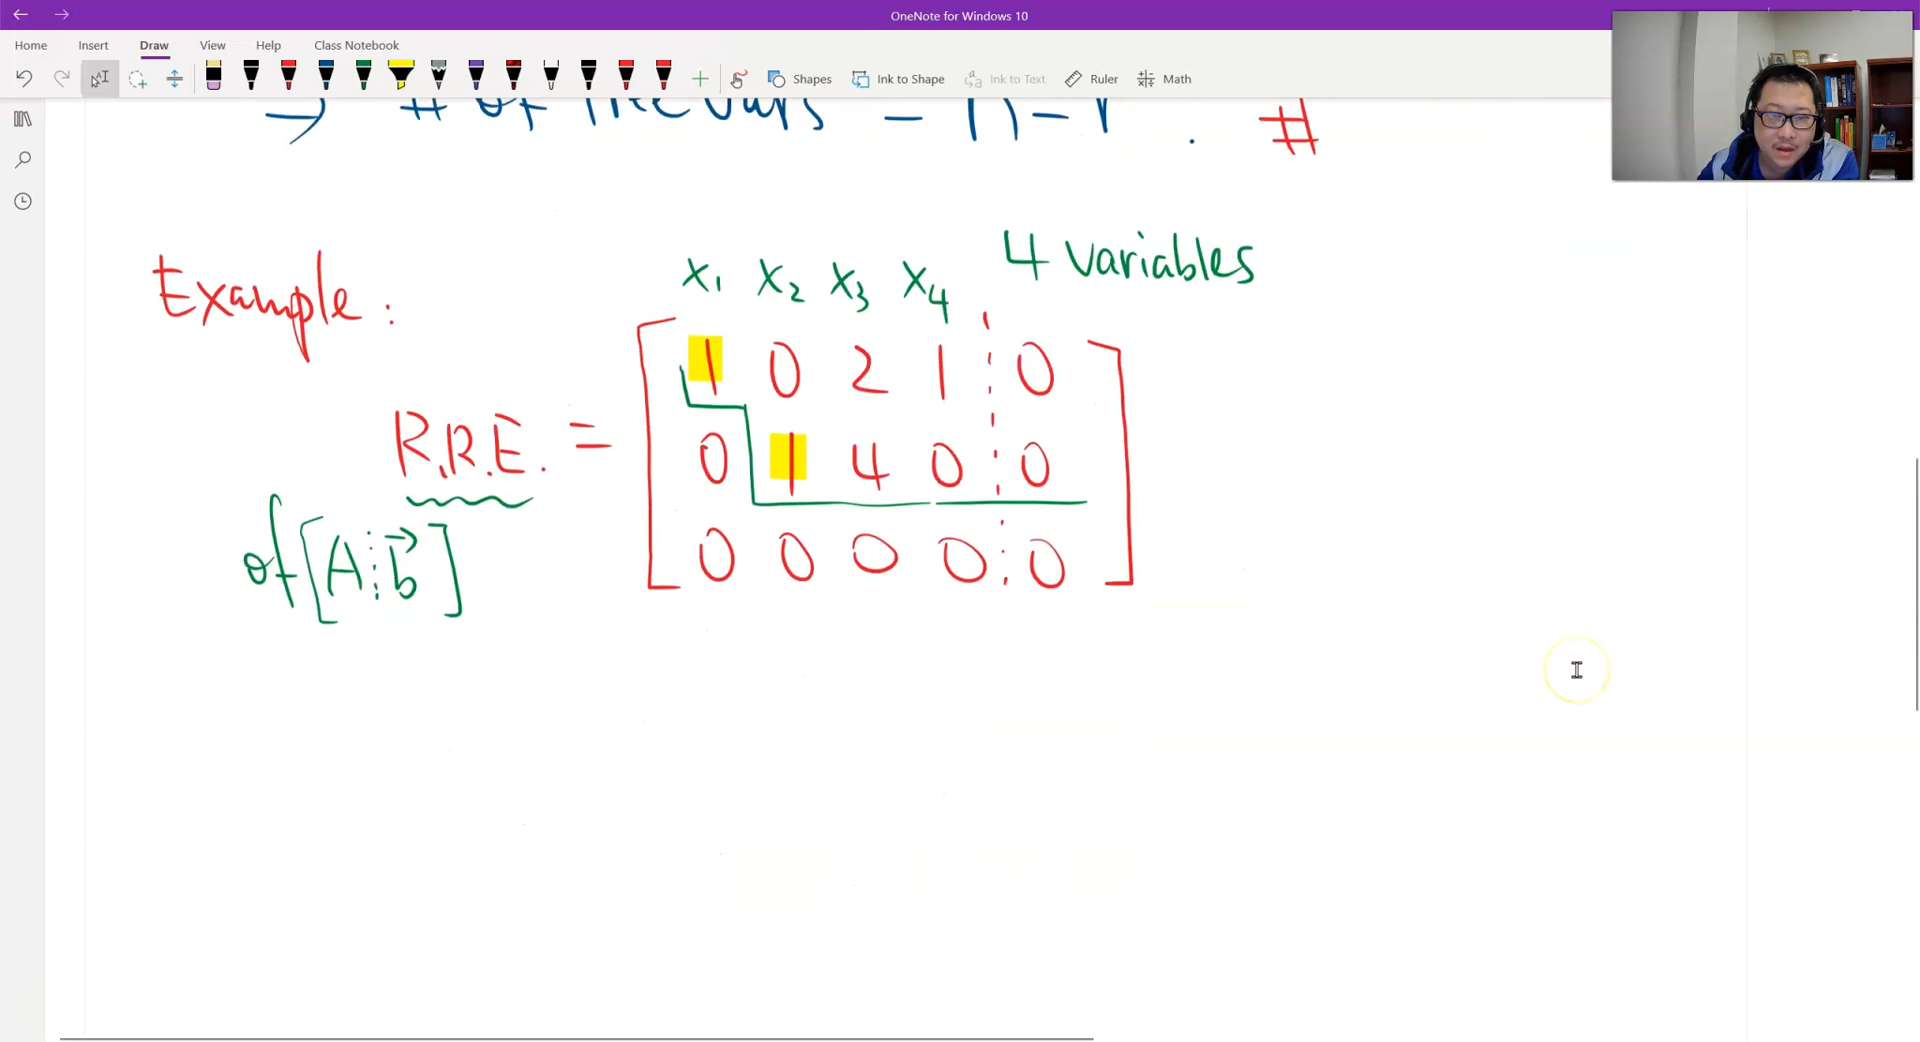 OneNote for Windows 10
Home Insert Draw View Help Class Notebook
Shapes Ink to Shape Ink to Text Ruler Math
→ # of free vars = n - r . #
Example :
x₁ x₂ x₃ x₄ 4 variables
1 0 2 1 ⋮ 0
R.R.E. = 0 1 4 0 ⋮ 0
0 0 0 0 ⋮ 0
of [A ⋮ b⃗]